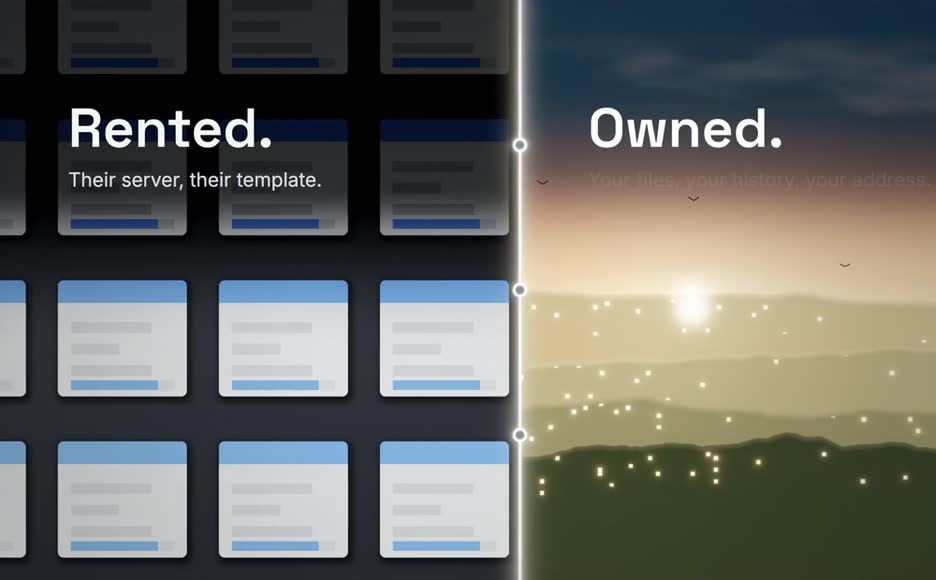 Rented.
Their server, their template.
Owned.
Your files, your history, your address.